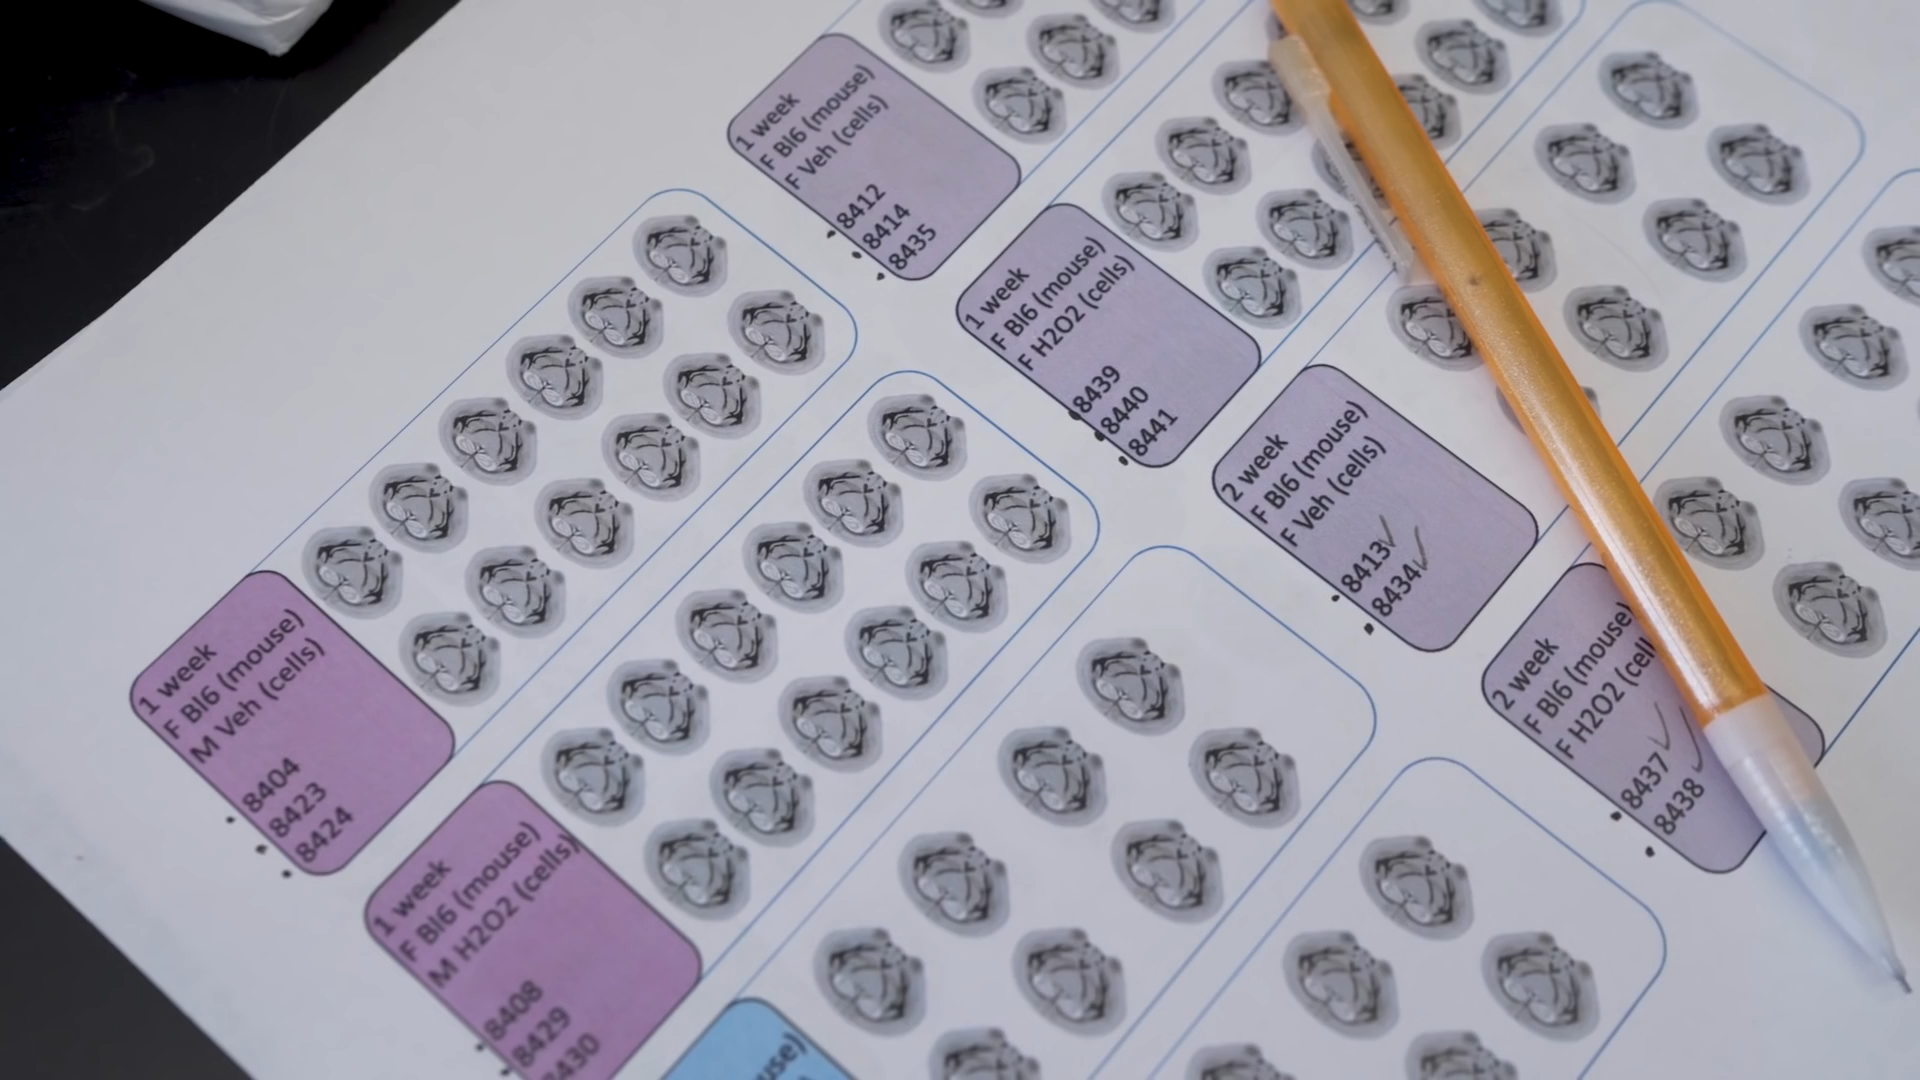 1 week
F Bl6 (mouse)
F Veh (cells)
8412
8414
8435
1 week
F Bl6 (mouse)
F H2O2 (cells)
8439
8440
8441
2 week
F Bl6 (mouse)
F Veh (cells)
8413✓
8434✓
2 week
F Bl6 (mouse)
F H2O2 (cell
8437 ✓
8438 ✓
1 week
F Bl6 (mouse)
M Veh (cells)
8404
8423
8424
1 week
F Bl6 (mouse)
M H2O2 (cells)
8408
8429
8430
use)